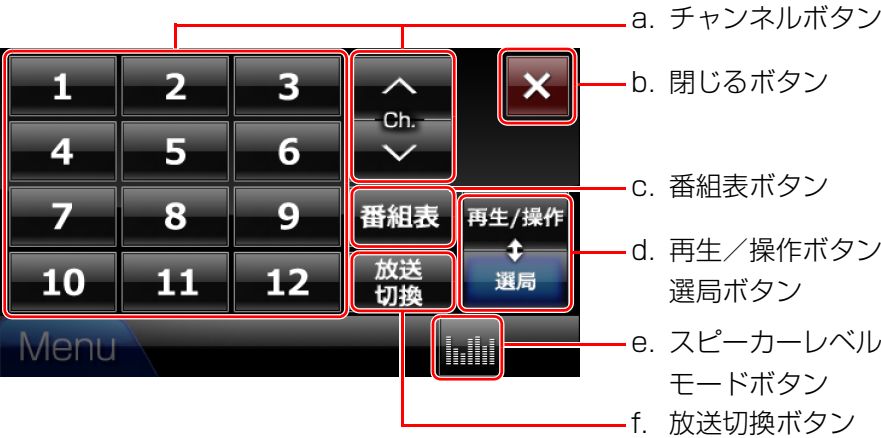 a. チャンネルボタン
b. 閉じるボタン
c. 番組表ボタン
d. 再生／操作ボタン
選局ボタン
e. スピーカーレベル
モードボタン
f. 放送切換ボタン
1 2 3
4 5 6
7 8 9
10 11 12
Ch.
番組表
放送
切換
再生/操作
選局
Menu